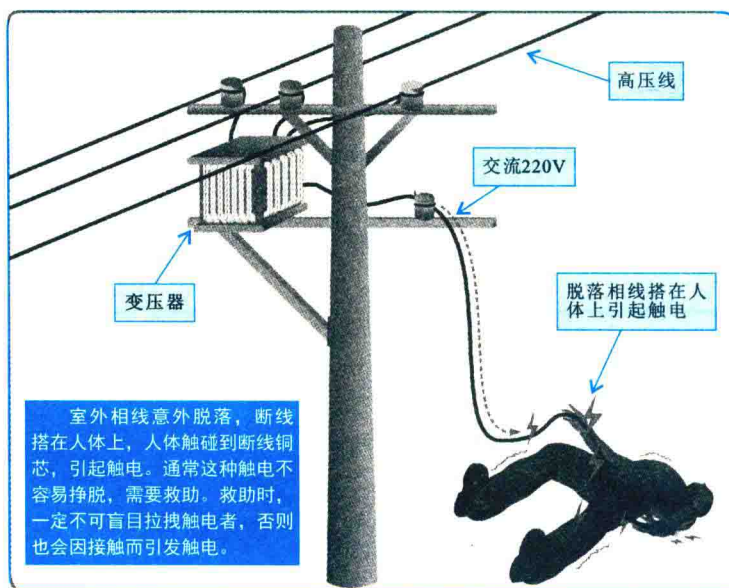 高压线
交流220V
变压器
脱落相线搭在人
体上引起触电
室外相线意外脱落，断线
搭在人体上，人体触碰到断线铜
芯，引起触电。通常这种触电不
容易挣脱，需要救助。救助时，
一定不可盲目拉拽触电者，否则
也会因接触而引发触电。